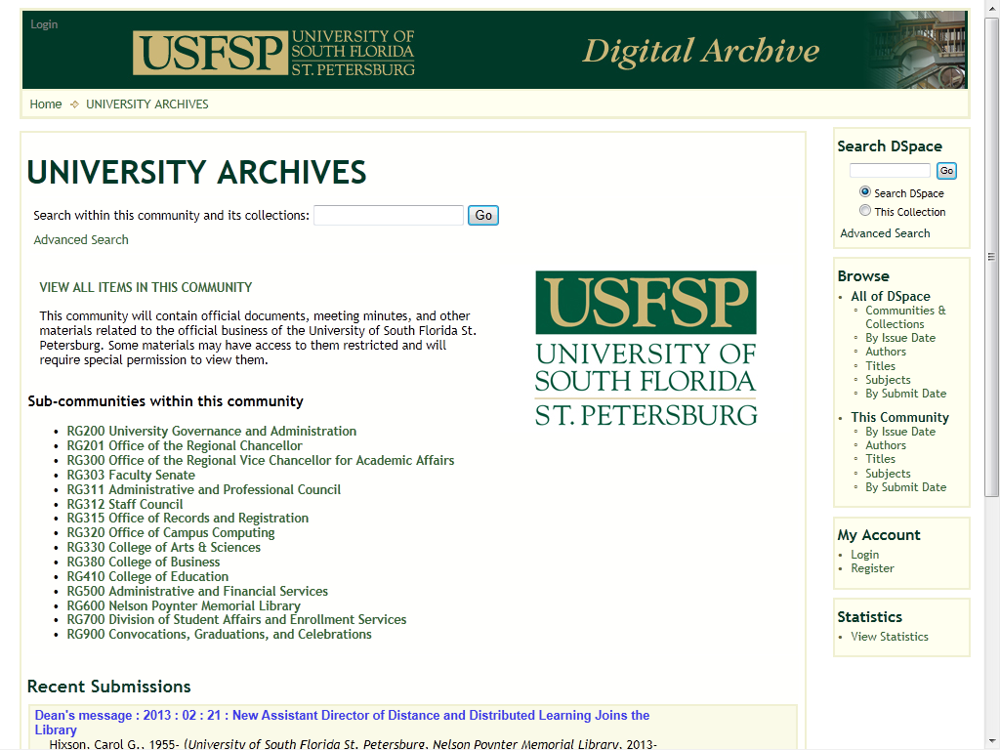 Login
USFSP UNIVERSITY OF
SOUTH FLORIDA
ST. PETERSBURG
Digital Archive
Home UNIVERSITY ARCHIVES
UNIVERSITY ARCHIVES
Search within this community and its collections: Go
Advanced Search
VIEW ALL ITEMS IN THIS COMMUNITY
This community will contain official documents, meeting minutes, and other
materials related to the official business of the University of South Florida St.
Petersburg. Some materials may have access to them restricted and will
require special permission to view them.
USFSP
UNIVERSITY OF
SOUTH FLORIDA
ST. PETERSBURG
Sub-communities within this community
• RG200 University Governance and Administration
• RG201 Office of the Regional Chancellor
• RG300 Office of the Regional Vice Chancellor for Academic Affairs
• RG303 Faculty Senate
• RG311 Administrative and Professional Council
• RG312 Staff Council
• RG315 Office of Records and Registration
• RG320 Office of Campus Computing
• RG330 College of Arts & Sciences
• RG380 College of Business
• RG410 College of Education
• RG500 Administrative and Financial Services
• RG600 Nelson Poynter Memorial Library
• RG700 Division of Student Affairs and Enrollment Services
• RG900 Convocations, Graduations, and Celebrations
Recent Submissions
Dean's message : 2013 : 02 : 21 : New Assistant Director of Distance and Distributed Learning Joins the
Library
Hixson, Carol G., 1955- (University of South Florida St. Petersburg. Nelson Poynter Memorial Library, 2013-
Search DSpace
Go
Search DSpace
This Collection
Advanced Search
Browse
• All of DSpace
Communities &
Collections
By Issue Date
Authors
Titles
Subjects
By Submit Date
• This Community
By Issue Date
Authors
Titles
Subjects
By Submit Date
My Account
• Login
• Register
Statistics
• View Statistics